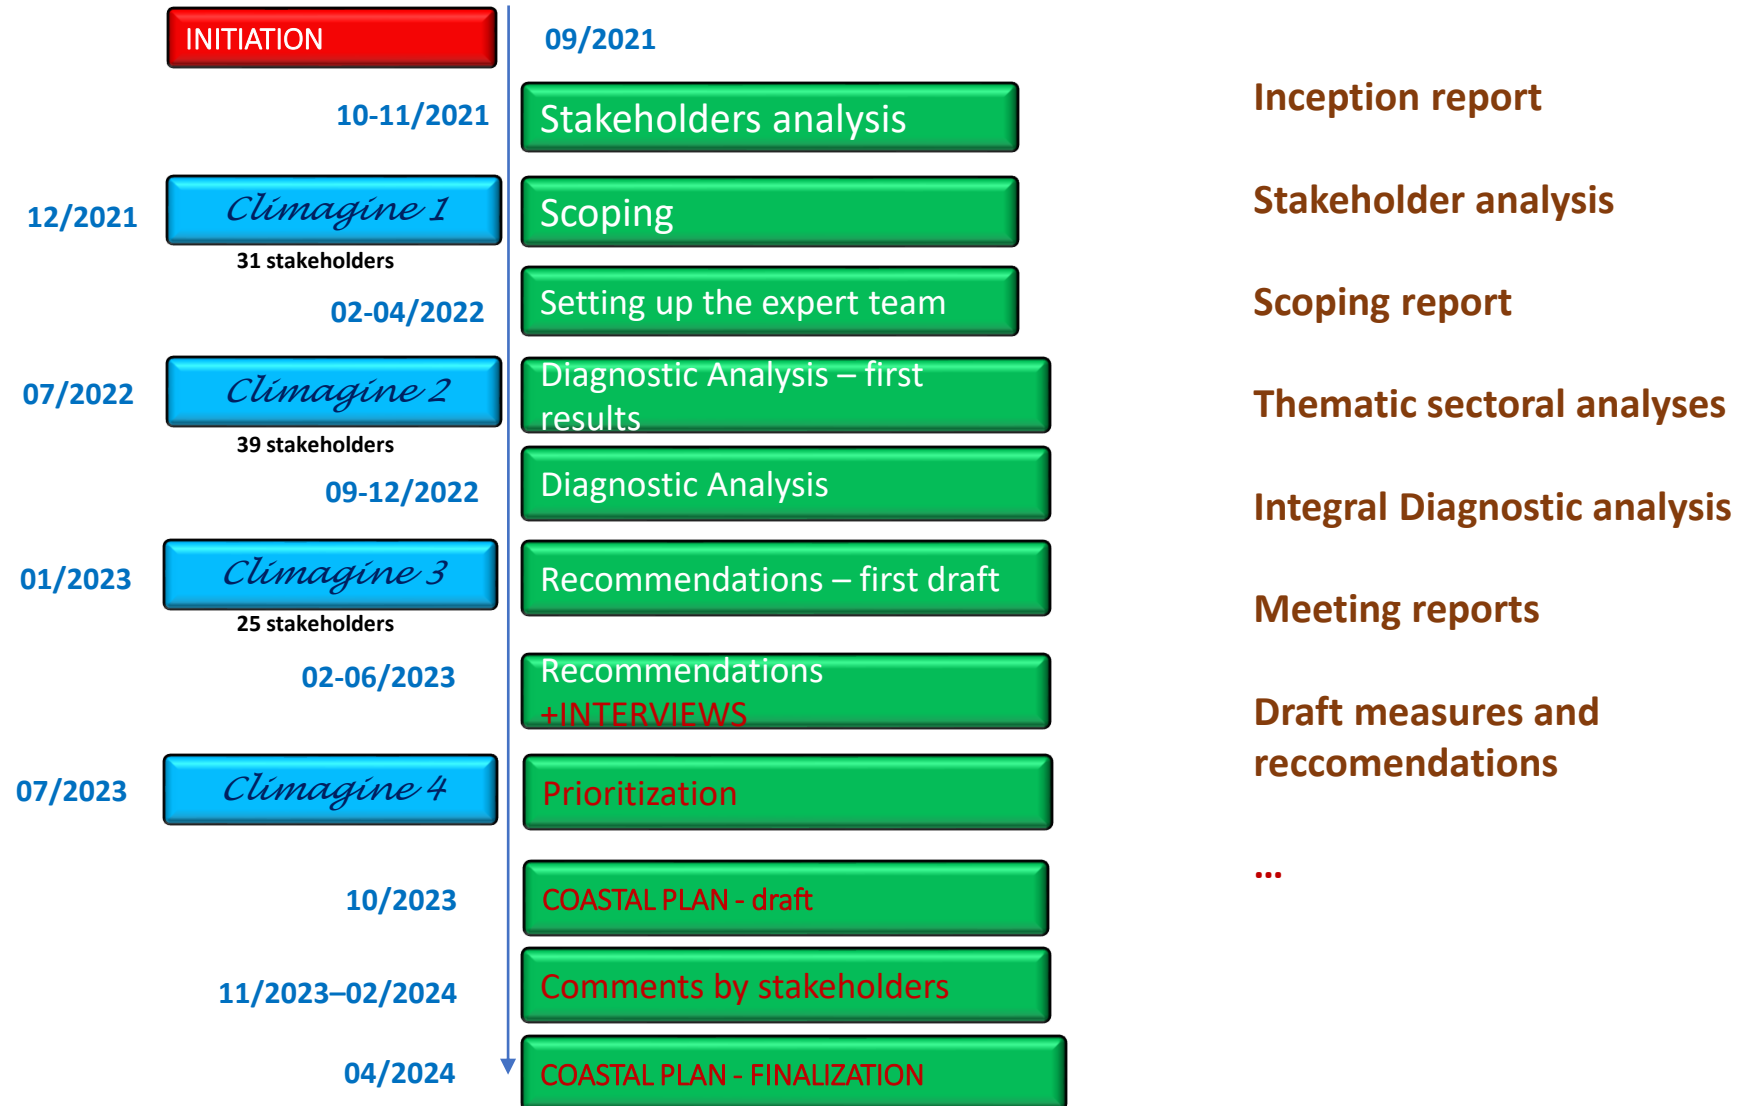 INITIATION
09/2021
10-11/2021
Stakeholders analysis
12/2021
Climagine 1
Scoping
31 stakeholders
02-04/2022
Setting up the expert team
07/2022
Climagine 2
Diagnostic Analysis – first
results
39 stakeholders
09-12/2022
Diagnostic Analysis
01/2023
Climagine 3
Recommendations – first draft
25 stakeholders
02-06/2023
Recommendations
+INTERVIEWS
07/2023
Climagine 4
Prioritization
10/2023
COASTAL PLAN - draft
11/2023–02/2024
Comments by stakeholders
04/2024
COASTAL PLAN - FINALIZATION
Inception report
Stakeholder analysis
Scoping report
Thematic sectoral analyses
Integral Diagnostic analysis
Meeting reports
Draft measures and
reccomendations
...